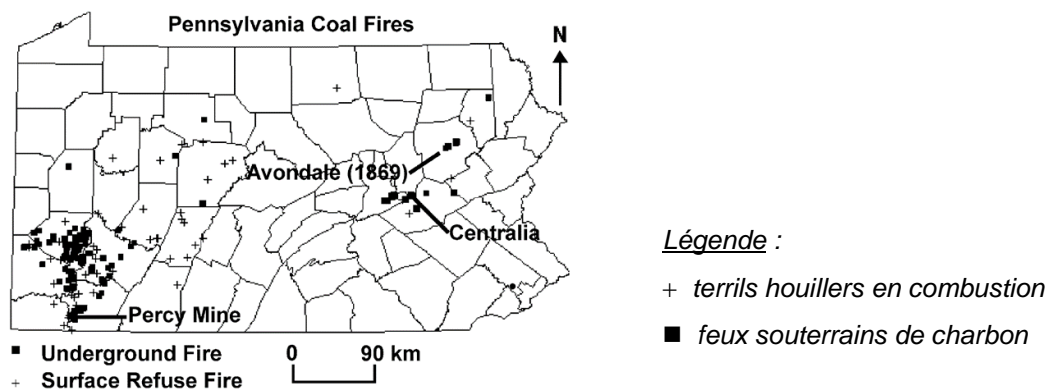 Pennsylvania Coal Fires
N
Avondale (1869)
Centralia
Percy Mine
■ Underground Fire
+ Surface Refuse Fire
0 90 km
Légende :
+ terrils houillers en combustion
■ feux souterrains de charbon